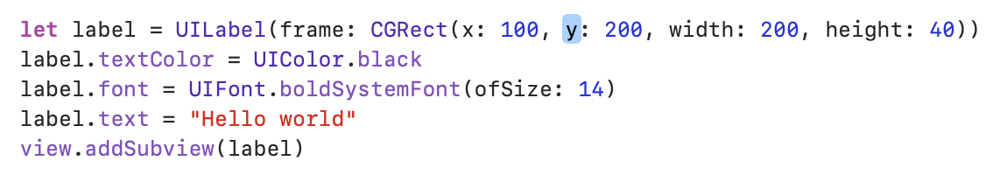 let label = UILabel(frame: CGRect(x: 100, y: 200, width: 200, height: 40))
label.textColor = UIColor.black
label.font = UIFont.boldSystemFont(ofSize: 14)
label.text = "Hello world"
view.addSubview(label)